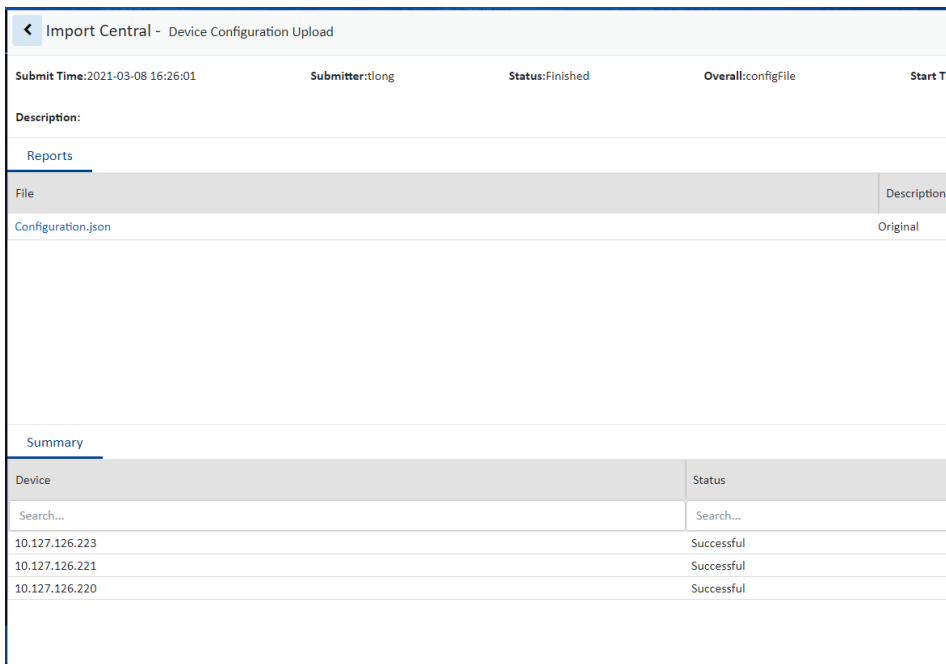 Import Central - Device Configuration Upload
Submit Time:2021-03-08 16:26:01 Submitter:tlong Status:Finished Overall:configFile Start T
Description:
Reports
File Description
Configuration.json Original
Summary
Device Status
Search... Search...
10.127.126.223 Successful
10.127.126.221 Successful
10.127.126.220 Successful